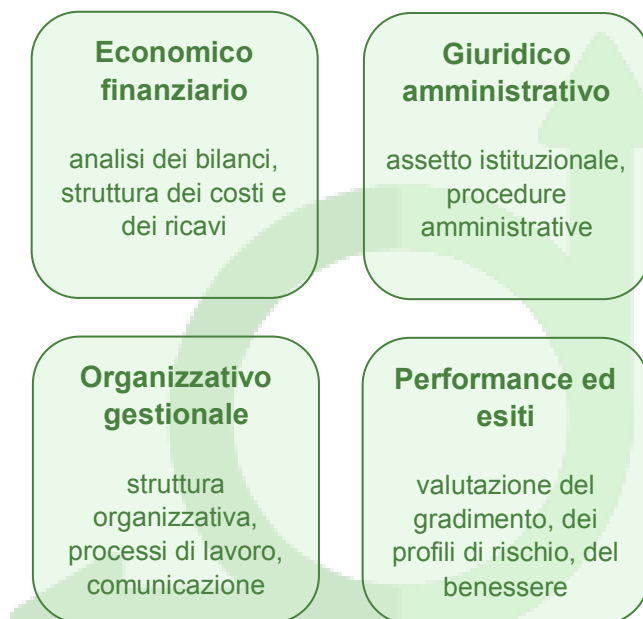 Economico
finanziario
analisi dei bilanci,
struttura dei costi e
dei ricavi
Giuridico
amministrativo
assetto istituzionale,
procedure
amministrative
Organizzativo
gestionale
struttura
organizzativa,
processi di lavoro,
comunicazione
Performance ed
esiti
valutazione del
gradimento, dei
profili di rischio, del
benessere